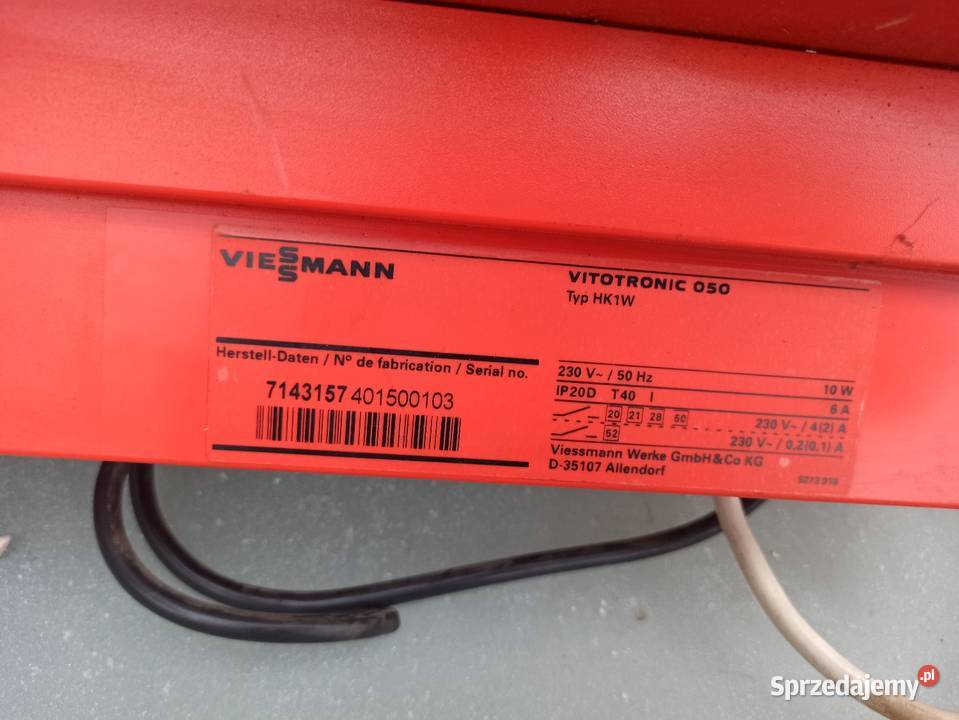 VIESSMANN
VITOTRONIC 050
Typ HK1W
Herstell-Daten / Nº de fabrication / Serial no.
7143157 401500103
230 V~ / 50 Hz 10 W
IP20D T40 I 6 A
20 21 28 50 230 V~ / 4(2) A
52 230 V~ / 0,2(0,1) A
Viessmann Werke GmbH&Co KG
D-35107 Allendorf
Sprzedajemy.pl